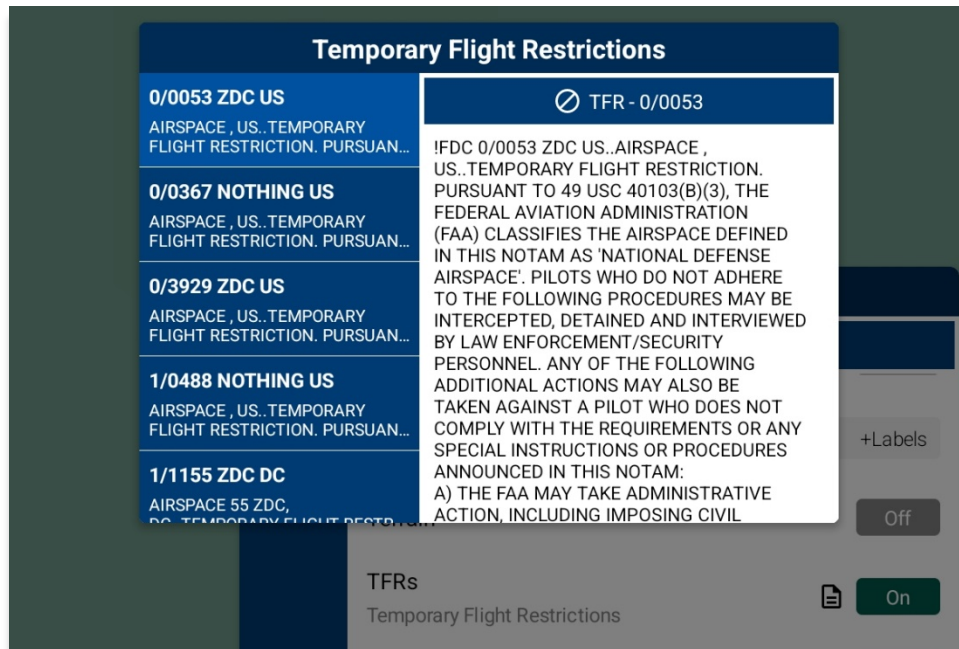 Temporary Flight Restrictions
0/0053 ZDC US
AIRSPACE , US..TEMPORARY
FLIGHT RESTRICTION. PURSUAN...
0/0367 NOTHING US
AIRSPACE , US..TEMPORARY
FLIGHT RESTRICTION. PURSUAN...
0/3929 ZDC US
AIRSPACE , US..TEMPORARY
FLIGHT RESTRICTION. PURSUAN...
1/0488 NOTHING US
AIRSPACE , US..TEMPORARY
FLIGHT RESTRICTION. PURSUAN...
1/1155 ZDC DC
AIRSPACE 55 ZDC,
DC..TEMPORARY FLIGHT RESTR
TFR - 0/0053
!FDC 0/0053 ZDC US..AIRSPACE ,
US..TEMPORARY FLIGHT RESTRICTION.
PURSUANT TO 49 USC 40103(B)(3), THE
FEDERAL AVIATION ADMINISTRATION
(FAA) CLASSIFIES THE AIRSPACE DEFINED
IN THIS NOTAM AS 'NATIONAL DEFENSE
AIRSPACE'. PILOTS WHO DO NOT ADHERE
TO THE FOLLOWING PROCEDURES MAY BE
INTERCEPTED, DETAINED AND INTERVIEWED
BY LAW ENFORCEMENT/SECURITY
PERSONNEL. ANY OF THE FOLLOWING
ADDITIONAL ACTIONS MAY ALSO BE
TAKEN AGAINST A PILOT WHO DOES NOT
COMPLY WITH THE REQUIREMENTS OR ANY
SPECIAL INSTRUCTIONS OR PROCEDURES
ANNOUNCED IN THIS NOTAM:
A) THE FAA MAY TAKE ADMINISTRATIVE
ACTION, INCLUDING IMPOSING CIVIL
+Labels
Terrain
Off
TFRs
Temporary Flight Restrictions
On